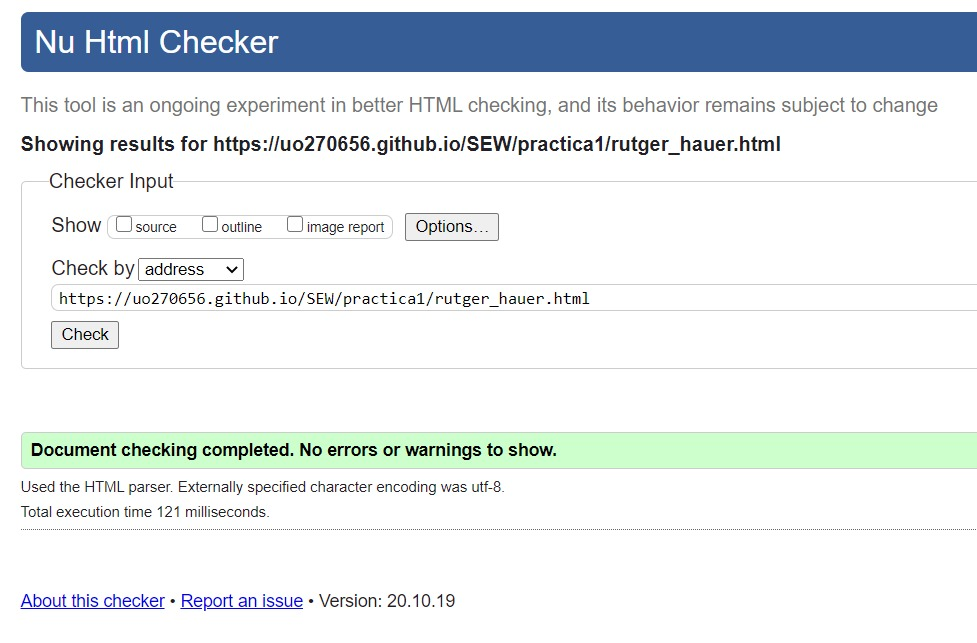 Nu Html Checker
This tool is an ongoing experiment in better HTML checking, and its behavior remains subject to change
Showing results for https://uo270656.github.io/SEW/practica1/rutger_hauer.html
Checker Input
Show source outline image report Options...
Check by address
https://uo270656.github.io/SEW/practica1/rutger_hauer.html
Check
Document checking completed. No errors or warnings to show.
Used the HTML parser. Externally specified character encoding was utf-8.
Total execution time 121 milliseconds.
About this checker • Report an issue • Version: 20.10.19